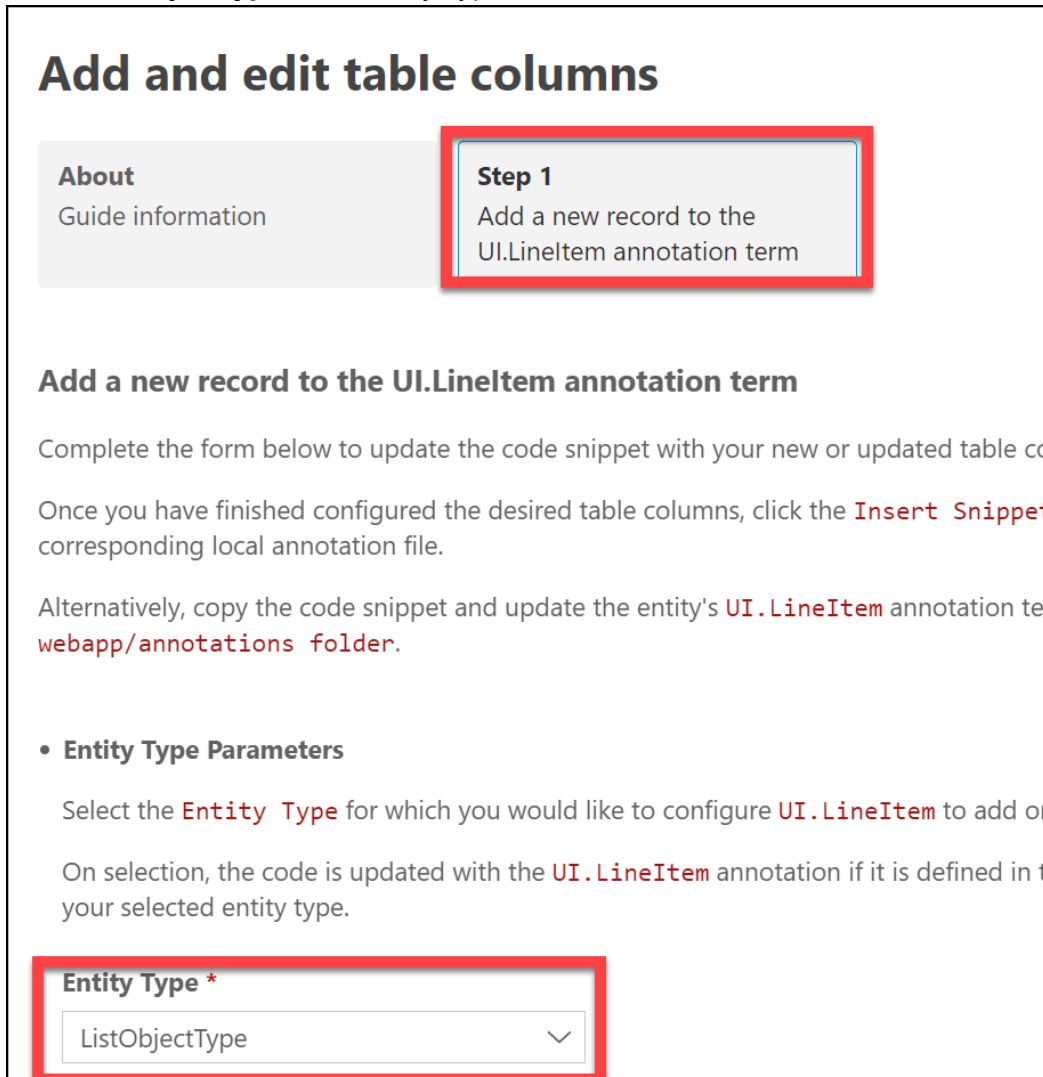 Add and edit table columns
About
Guide information
Step 1
Add a new record to the
UI.LineItem annotation term
Add a new record to the UI.LineItem annotation term
Complete the form below to update the code snippet with your new or updated table
Once you have finished configured the desired table columns, click the Insert Snippet
corresponding local annotation file.
Alternatively, copy the code snippet and update the entity's UI.LineItem annotation
webapp/annotations folder.
• Entity Type Parameters
Select the Entity Type for which you would like to configure UI.LineItem to add or
On selection, the code is updated with the UI.LineItem annotation if it is defined in
your selected entity type.
Entity Type *
ListObjectType